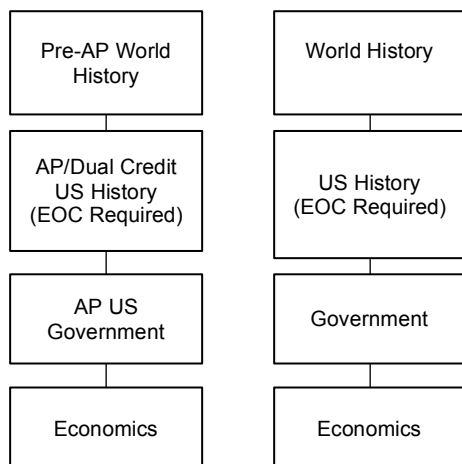 Pre-AP World
History
World History
AP/Dual Credit
US History
(EOC Required)
US History
(EOC Required)
AP US
Government
Government
Economics
Economics